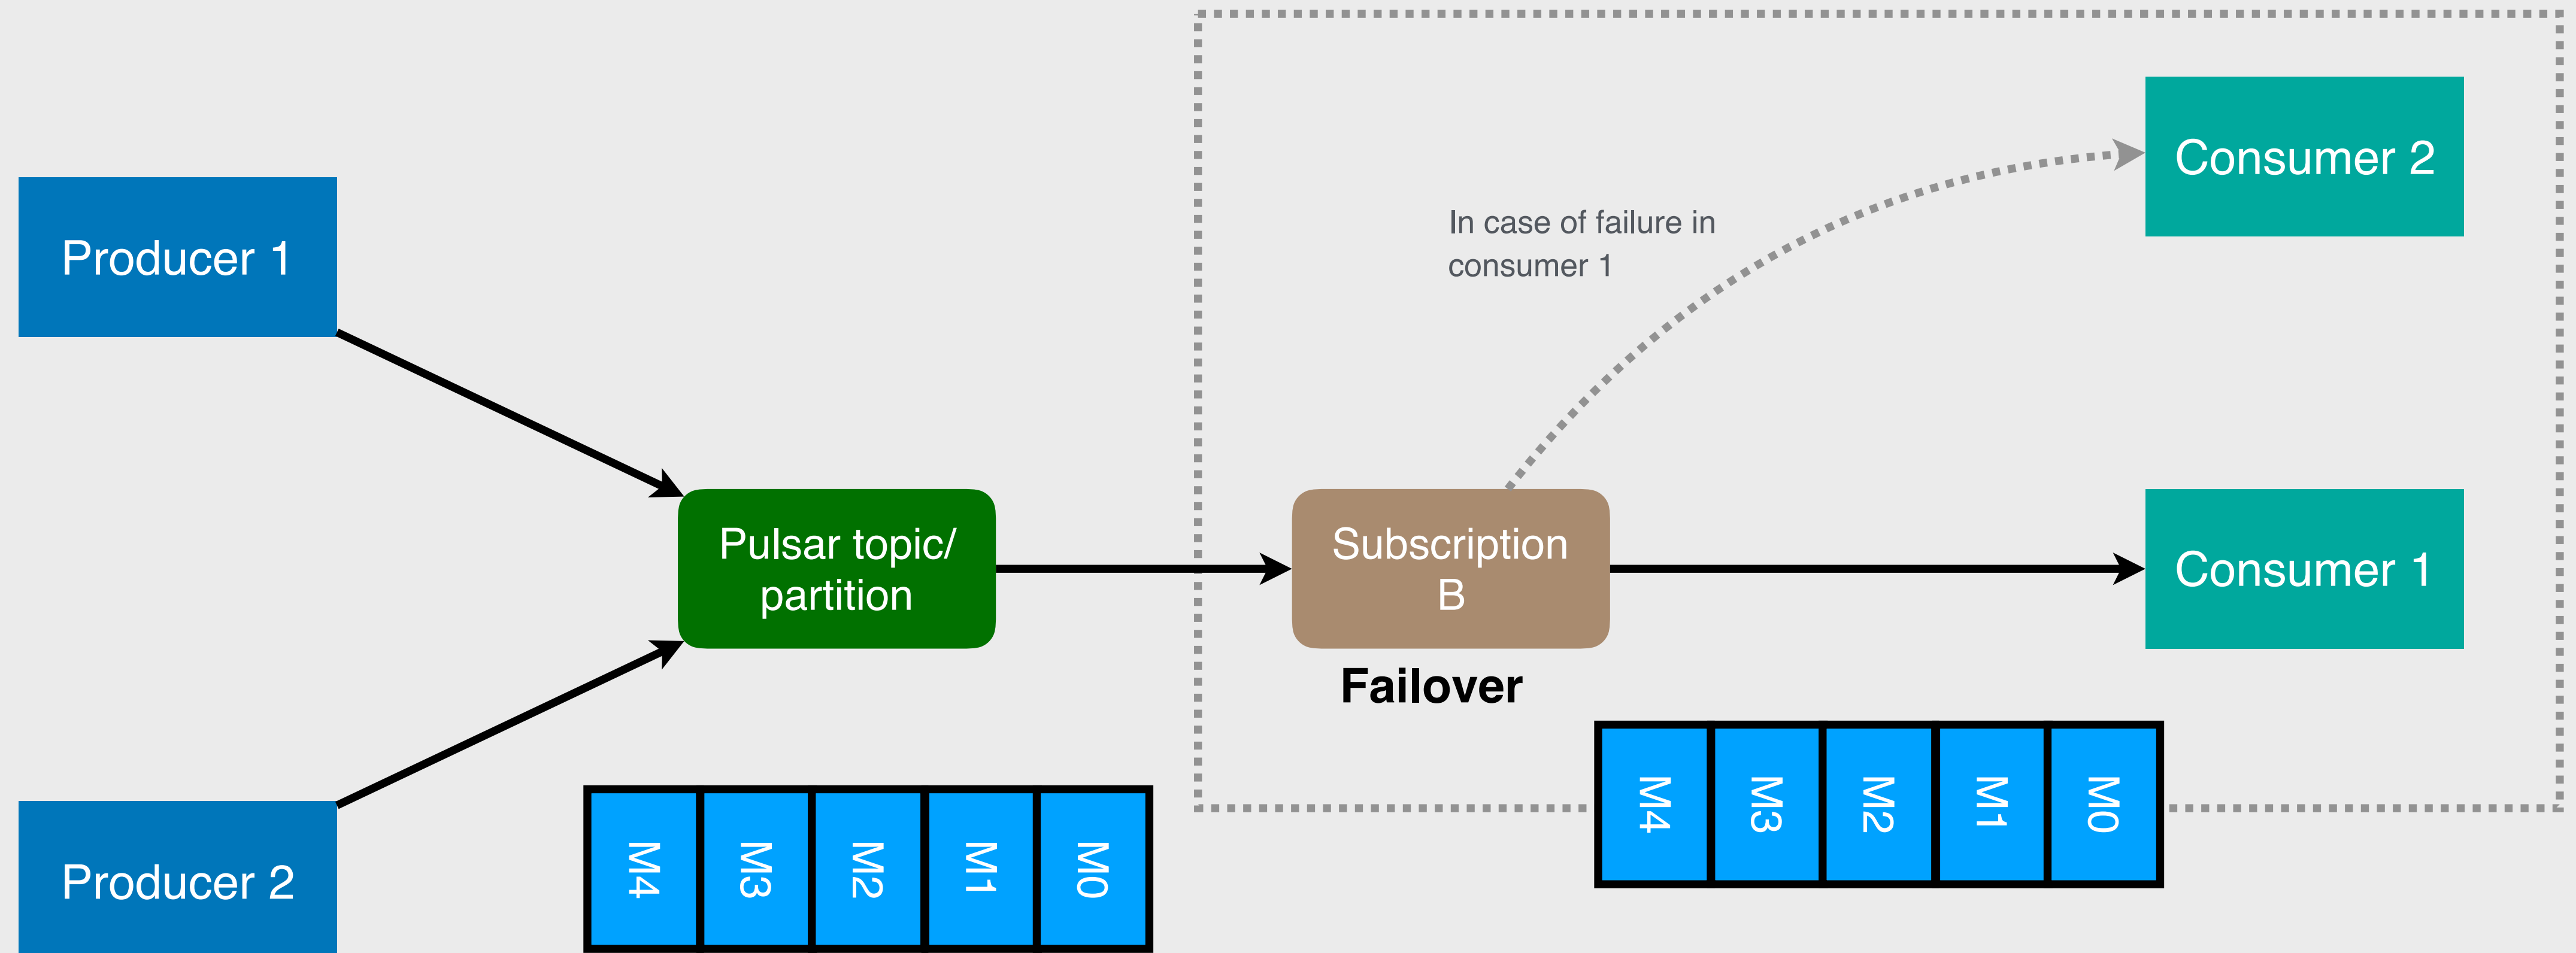 Consumer 2
Producer 1
In case of failure in
consumer 1
Pulsar topic/
partition
Subscription
B
Consumer 1
Failover
Producer 2
M4
M3
M2
M1
M0
M4
M3
M2
M1
M0